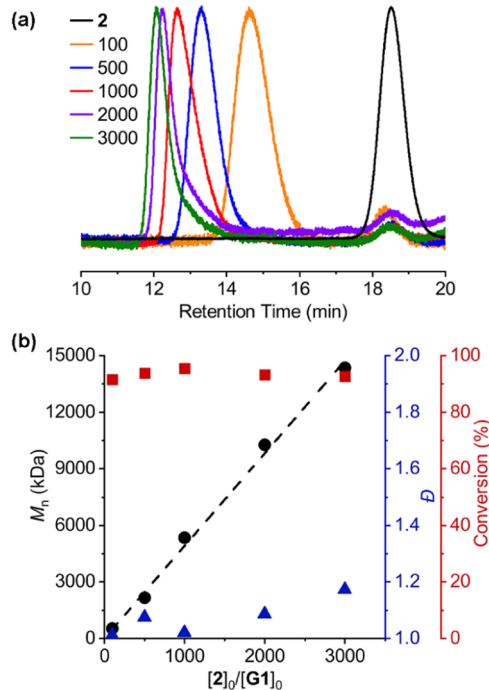 (a)
2
100
500
1000
2000
3000
10 12 14 16 18 20
Retention Time (min)
(b)
15000 2.0 100
12000 1.8 80
9000 1.6 60
6000 1.4 40
3000 1.2 20
0 1.0 0
Mn (kDa)
Đ
Conversion (%)
0 1000 2000 3000
[2]0/[G1]0